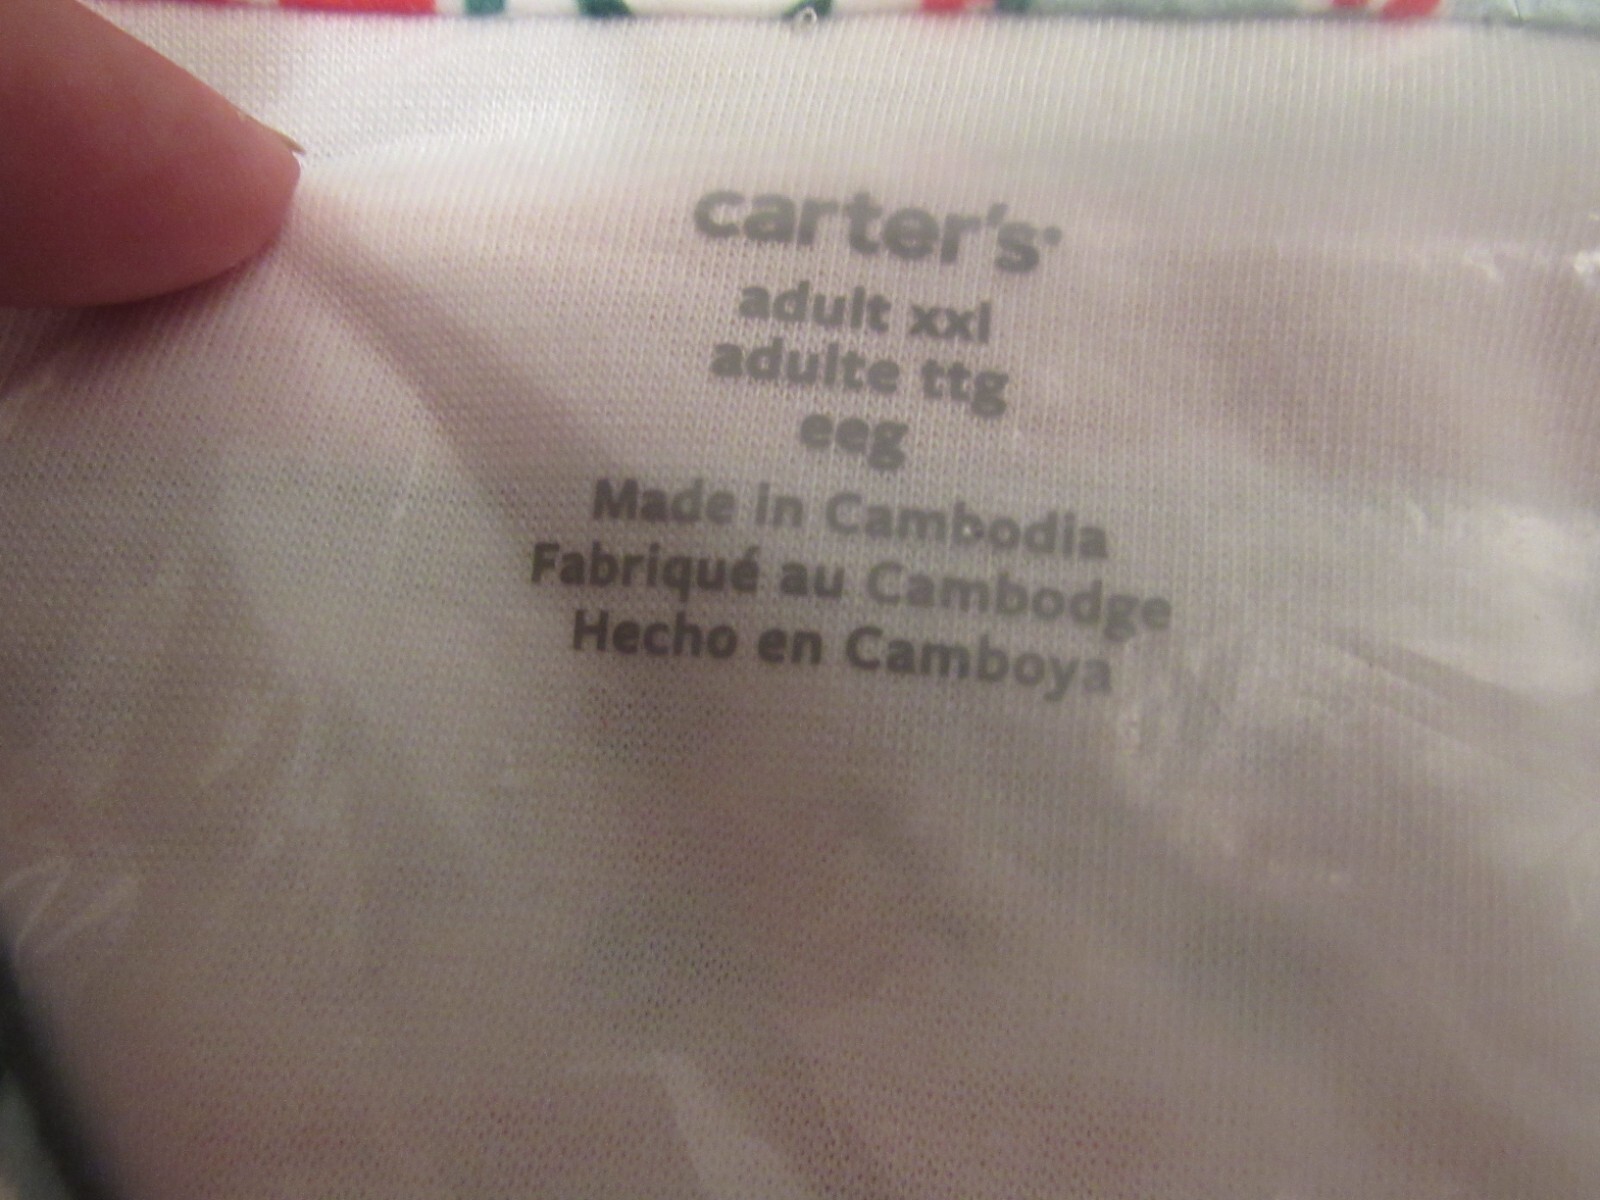 carter's
adult xxl
adulte ttg
eeg
Made in Cambodia
Fabriqué au Cambodge
Hecho en Camboya